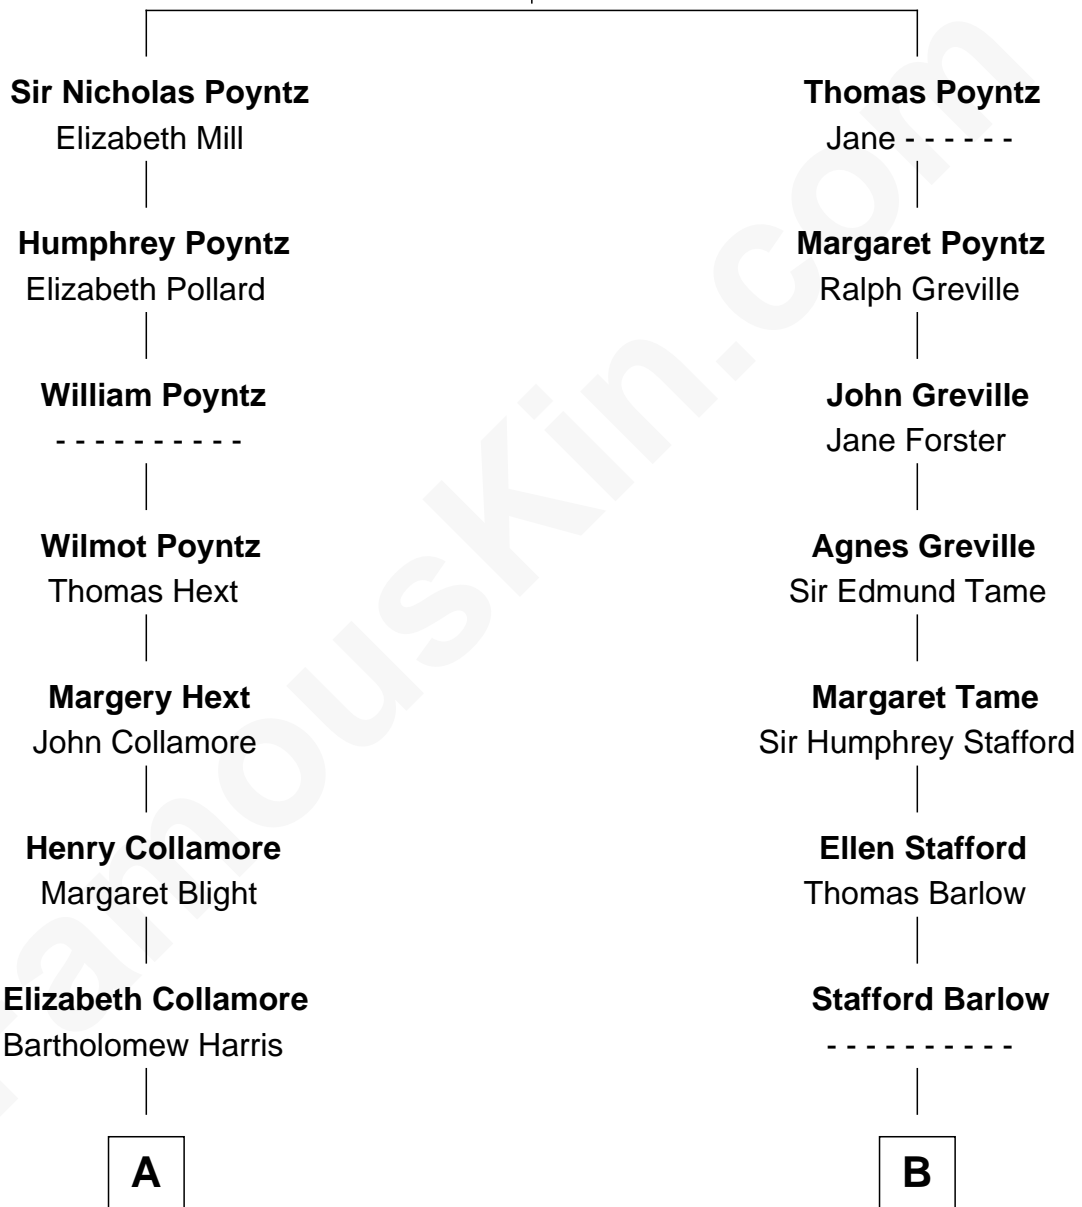 Sir Nicholas Poyntz
Elizabeth Mill
Humphrey Poyntz
Elizabeth Pollard
William Poyntz
- - - - - - - - - -
Wilmot Poyntz
Thomas Hext
Margery Hext
John Collamore
Henry Collamore
Margaret Blight
Elizabeth Collamore
Bartholomew Harris
A
Thomas Poyntz
Jane - - - - - -
Margaret Poyntz
Ralph Greville
John Greville
Jane Forster
Agnes Greville
Sir Edmund Tame
Margaret Tame
Sir Humphrey Stafford
Ellen Stafford
Thomas Barlow
Stafford Barlow
- - - - - - - - - -
B
FamousKin.com